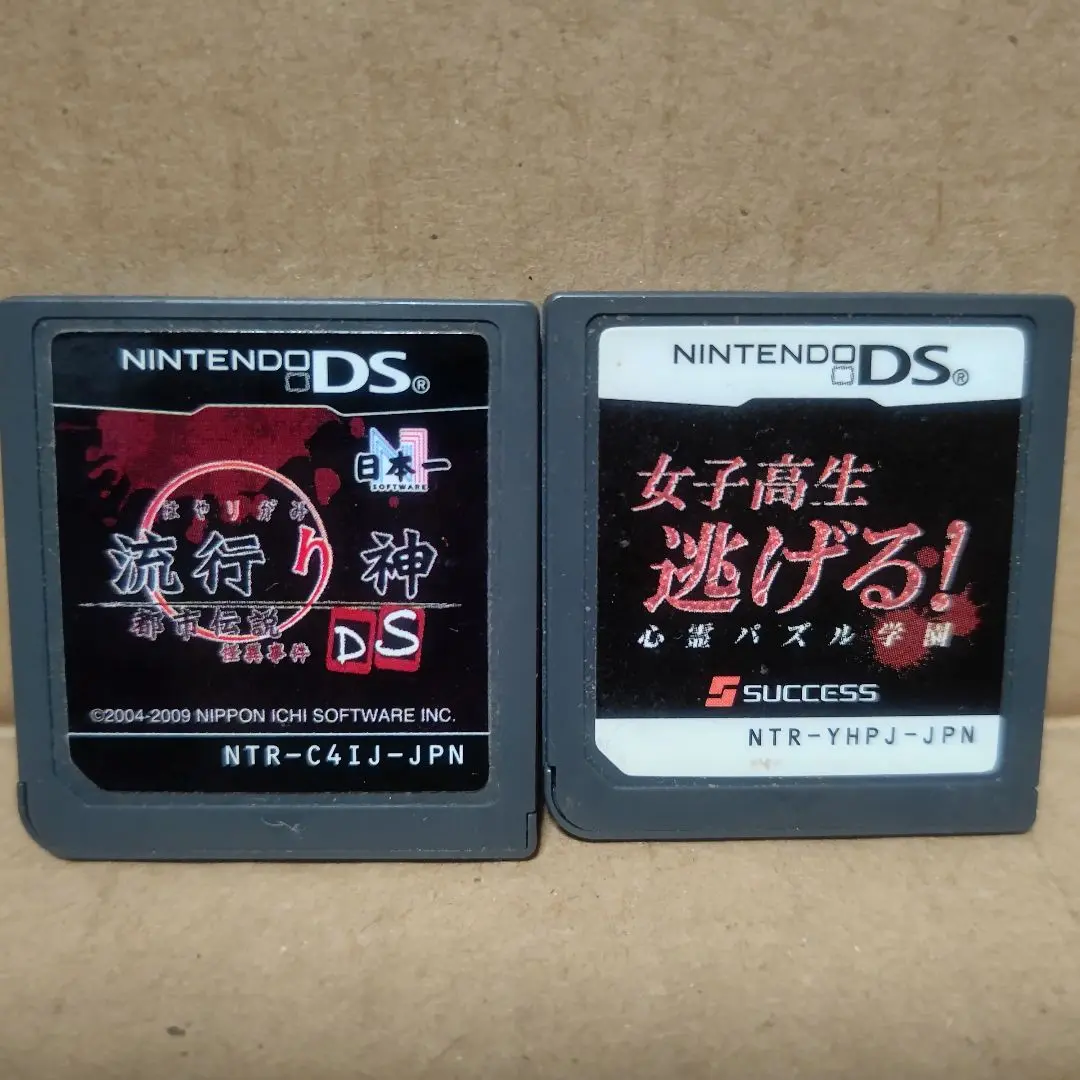 NINTENDO DS®
日本一
SOFTWARE
はやりがみ
流行り神
都市伝説
怪異事件
DS
©2004-2009 NIPPON ICHI SOFTWARE INC.
NTR-C4IJ-JPN
NINTENDO DS®
女子高生
逃げる!
心霊パズル学園
SUCCESS
NTR-YHPJ-JPN